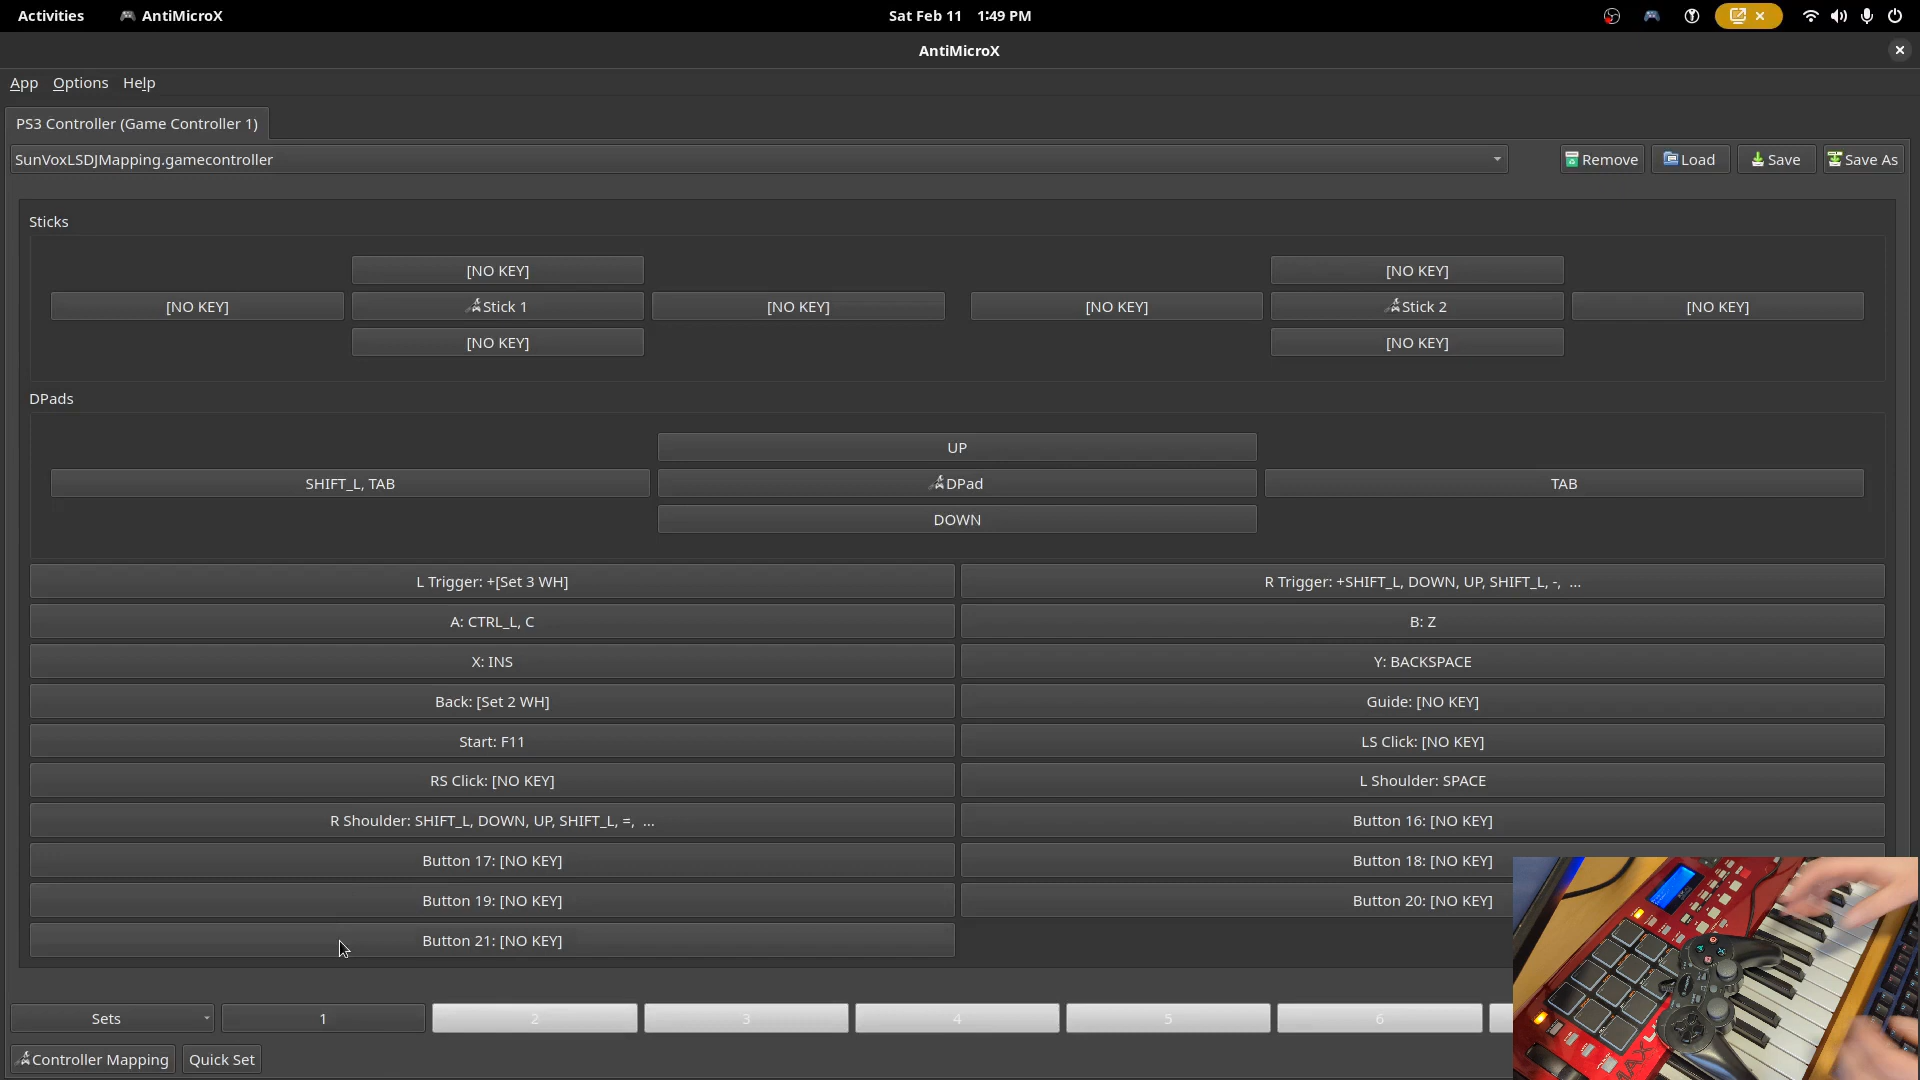 Activities AntiMicroX Sat Feb 11 1:49 PM
AntiMicroX
App Options Help
PS3 Controller (Game Controller 1)
SunVoxLSDJMapping.gamecontroller Remove Load Save Save As
Sticks
[NO KEY] [NO KEY]
[NO KEY] Stick 1 [NO KEY] [NO KEY] Stick 2 [NO KEY]
[NO KEY] [NO KEY]
DPads
UP
SHIFT_L, TAB DPad TAB
DOWN
L Trigger: +[Set 3 WH] R Trigger: +SHIFT_L, DOWN, UP, SHIFT_L, -, ...
A: CTRL_L, C B: Z
X: INS Y: BACKSPACE
Back: [Set 2 WH] Guide: [NO KEY]
Start: F11 LS Click: [NO KEY]
RS Click: [NO KEY] L Shoulder: SPACE
R Shoulder: SHIFT_L, DOWN, UP, SHIFT_L, =, ... Button 16: [NO KEY]
Button 17: [NO KEY] Button 18: [NO KEY]
Button 19: [NO KEY] Button 20: [NO KEY]
Button 21: [NO KEY]
Sets 1 2 3 4 5 6
Controller Mapping Quick Set